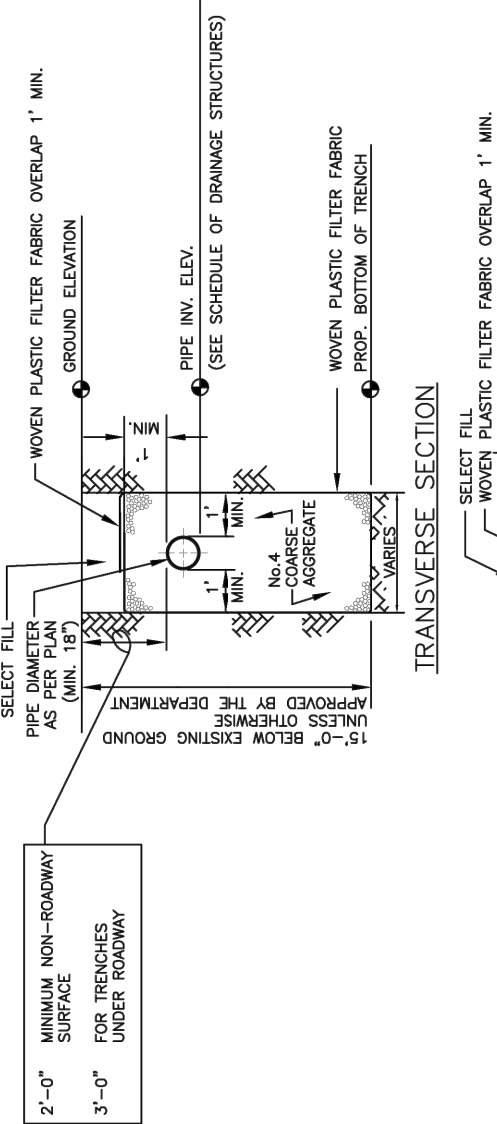 2'-0" MINIMUM NON-ROADWAY
SURFACE
3'-0" FOR TRENCHES
UNDER ROADWAY
SELECT FILL
PIPE DIAMETER
AS PER PLAN
(MIN. 18")
WOVEN PLASTIC FILTER FABRIC OVERLAP 1' MIN.
GROUND ELEVATION
1'
MIN.
PIPE INV. ELEV.
(SEE SCHEDULE OF DRAINAGE STRUCTURES)
1'
MIN.
1'
MIN.
No.4
COARSE
AGGREGATE
15'-0" BELOW EXISTING GROUND
UNLESS OTHERWISE
APPROVED BY THE DEPARTMENT
WOVEN PLASTIC FILTER FABRIC
PROP. BOTTOM OF TRENCH
VARIES
TRANSVERSE SECTION
SELECT FILL
WOVEN PLASTIC FILTER FABRIC OVERLAP 1' MIN.